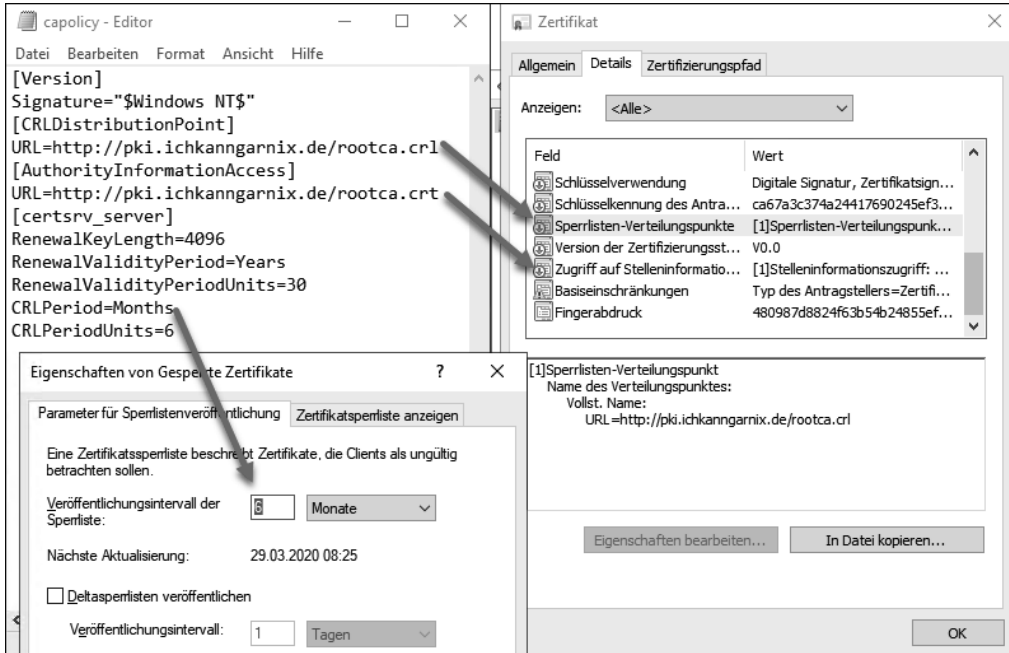 capolicy - Editor
Datei Bearbeiten Format Ansicht Hilfe
[Version]
Signature="$Windows NT$"
[CRLDistributionPoint]
URL=http://pki.ichkanngarnix.de/rootca.crl
[AuthorityInformationAccess]
URL=http://pki.ichkanngarnix.de/rootca.crt
[certsrv_server]
RenewalKeyLength=4096
RenewalValidityPeriod=Years
RenewalValidityPeriodUnits=30
CRLPeriod=Months
CRLPeriodUnits=6
Eigenschaften von Gesperrte Zertifikate
Parameter für Sperrlistenveröffentlichung Zertifikatsperrliste anzeigen
Eine Zertifikatssperrliste beschreibt Zertifikate, die Clients als ungültig
betrachten sollen.
Veröffentlichungsintervall der
Sperrliste:
6 Monate
Nächste Aktualisierung: 29.03.2020 08:25
Deltasperrlisten veröffentlichen
Veröffentlichungsintervall: 1 Tagen
Zertifikat
Allgemein Details Zertifizierungspfad
Anzeigen: <Alle>
Feld Wert
Schlüsselverwendung Digitale Signatur, Zertifikatsign...
Schlüsselkennung des Antra... ca67a3c374a24417690245ef3...
Sperrlisten-Verteilungspunkte [1]Sperrlisten-Verteilungspunk...
Version der Zertifizierungsst... V0.0
Zugriff auf Stelleninformatio... [1]Stelleninformationszugriff: ...
Basiseinschränkungen Typ des Antragstellers=Zertifi...
Fingerabdruck 480987d8824f63b54b24855ef...
[1]Sperrlisten-Verteilungspunkt
Name des Verteilungspunktes:
Vollst. Name:
URL=http://pki.ichkanngarnix.de/rootca.crl
Eigenschaften bearbeiten... In Datei kopieren...
OK